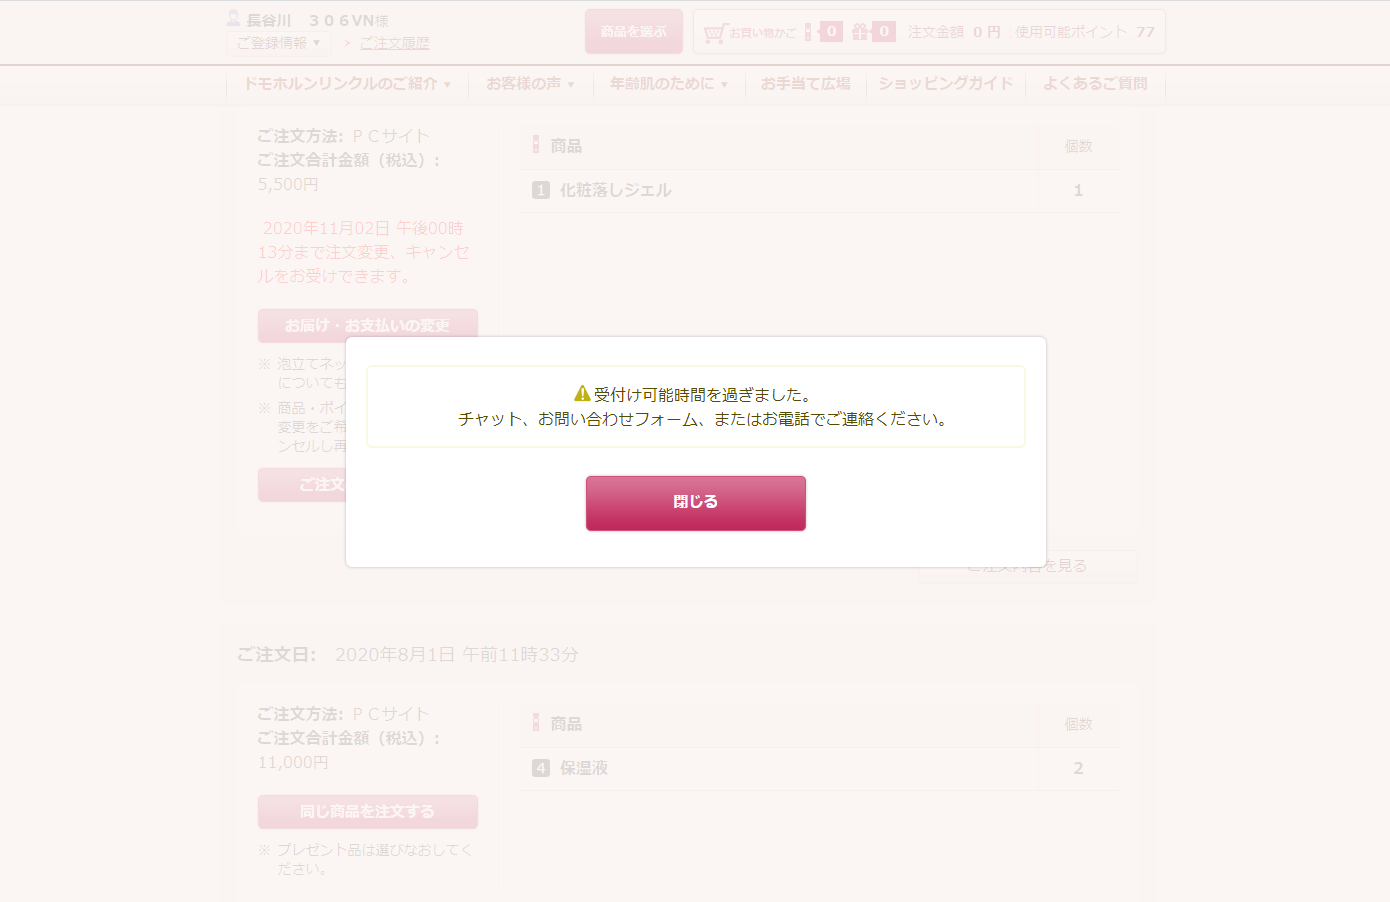 長谷川　３０６VN様
ご登録情報 ▼
> ご注文履歴
商品を選ぶ
お買い物かご 0 0 注文金額 0 円 使用可能ポイント 77
ドモホルンリンクルのご紹介 ▼ お客様の声 ▼ 年齢肌のために ▼ お手当て広場 ショッピングガイド よくあるご質問
ご注文方法: ＰＣサイト
ご注文合計金額（税込）:
5,500円
2020年11月02日 午後00時
13分まで注文変更、キャンセ
ルをお受けできます。
お届け・お支払いの変更
※ 泡立てネッ
についても
※ 商品・ポイ
変更をご希
ンセルし再
ご注文
商品 個数
1 化粧落しジェル 1
受付け可能時間を過ぎました。
チャット、お問い合わせフォーム、またはお電話でご連絡ください。
閉じる
ご注文内容を見る
ご注文日: 2020年8月1日 午前11時33分
ご注文方法: ＰＣサイト
ご注文合計金額（税込）:
11,000円
同じ商品を注文する
※ プレゼント品は選びなおしてく
ださい。
商品 個数
4 保湿液 2